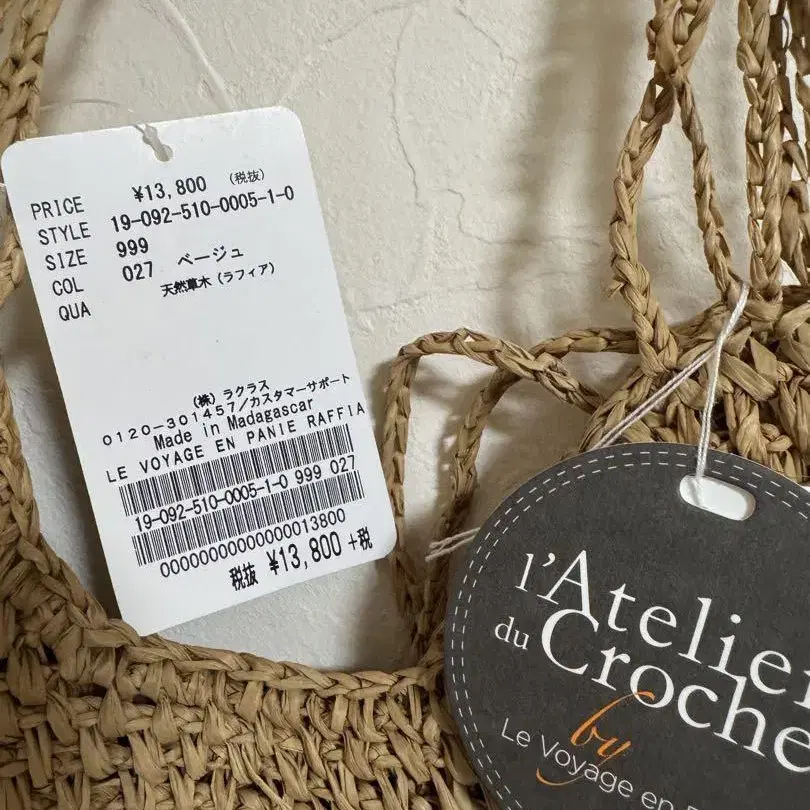 PRICE ¥13,800 (税抜)
STYLE 19-092-510-0005-1-0
SIZE 999
COL 027 ベージュ
QUA 天然草木(ラフィア)
(株) ラクラス
0120-301457/カスタマーサポート
Made in Madagascar
LE VOYAGE EN PANIE RAFFIA
19-092-510-0005-1-0 999 027
0000000000000013800
税抜 ¥13,800 +税
l'Atelier
du Croche
by
Le Voyage en